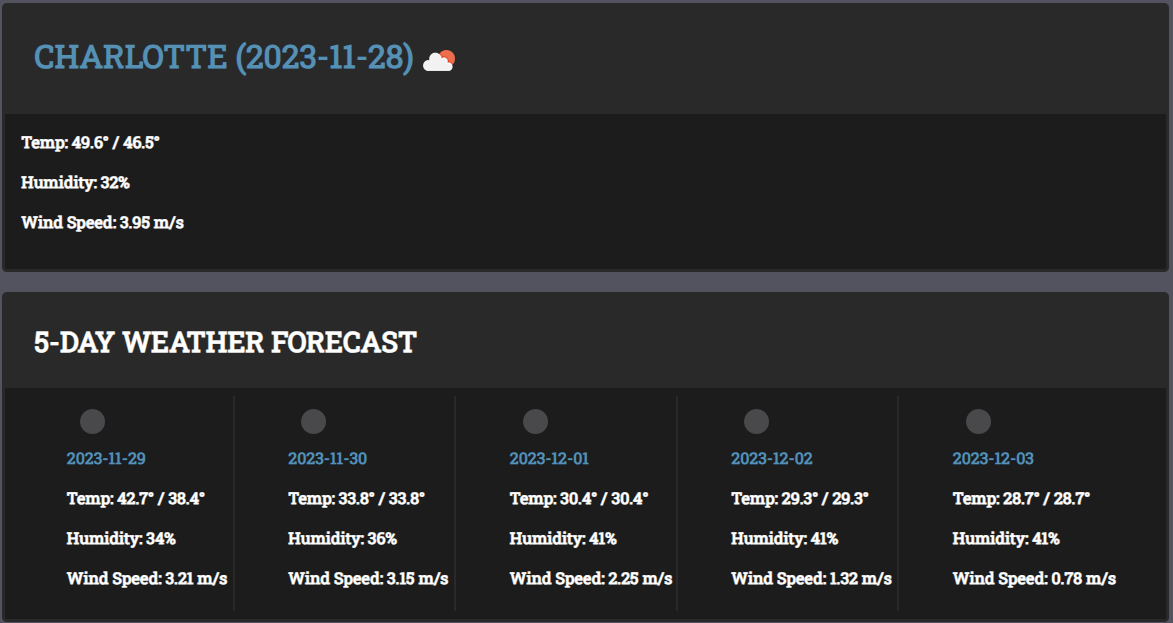 CHARLOTTE (2023-11-28)
Temp: 49.6° / 46.5°
Humidity: 32%
Wind Speed: 3.95 m/s
5-DAY WEATHER FORECAST
2023-11-29
Temp: 42.7° / 38.4°
Humidity: 34%
Wind Speed: 3.21 m/s
2023-11-30
Temp: 33.8° / 33.8°
Humidity: 36%
Wind Speed: 3.15 m/s
2023-12-01
Temp: 30.4° / 30.4°
Humidity: 41%
Wind Speed: 2.25 m/s
2023-12-02
Temp: 29.3° / 29.3°
Humidity: 41%
Wind Speed: 1.32 m/s
2023-12-03
Temp: 28.7° / 28.7°
Humidity: 41%
Wind Speed: 0.78 m/s